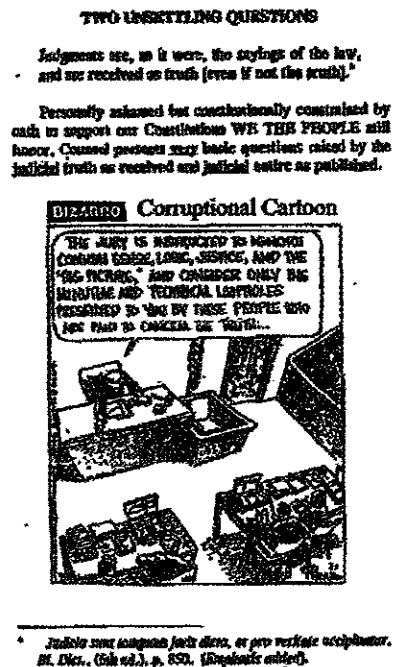 TWO UNSETTLING QUESTIONS
Judgments are, as it were, the sayings of the law,
and are received as truth [even if not the truth].*
Personally ashamed but constitutionally constrained by
oath to support our Constitutions WE THE PEOPLE still
honor, Counsel presents very basic questions raised by the
judicial truth as received and judicial satire as published.
BIZARRO Corruptional Cartoon
THE JURY IS INSTRUCTED TO IGNORE
COMMON SENSE, LOGIC, JUSTICE, AND THE
"BIG PICTURE," AND CONSIDER ONLY THE
MINUTIAE AND TECHNICAL LOOPHOLES
PRESENTED TO YOU BY THESE PEOPLE WHO
ARE PAID TO CONCEAL THE TRUTH...
* Judicia sunt tanquam juris dicta, et pro veritate accipiuntur.
Bl. Dict., (6th ed.), p. 850. [Emphasis added].